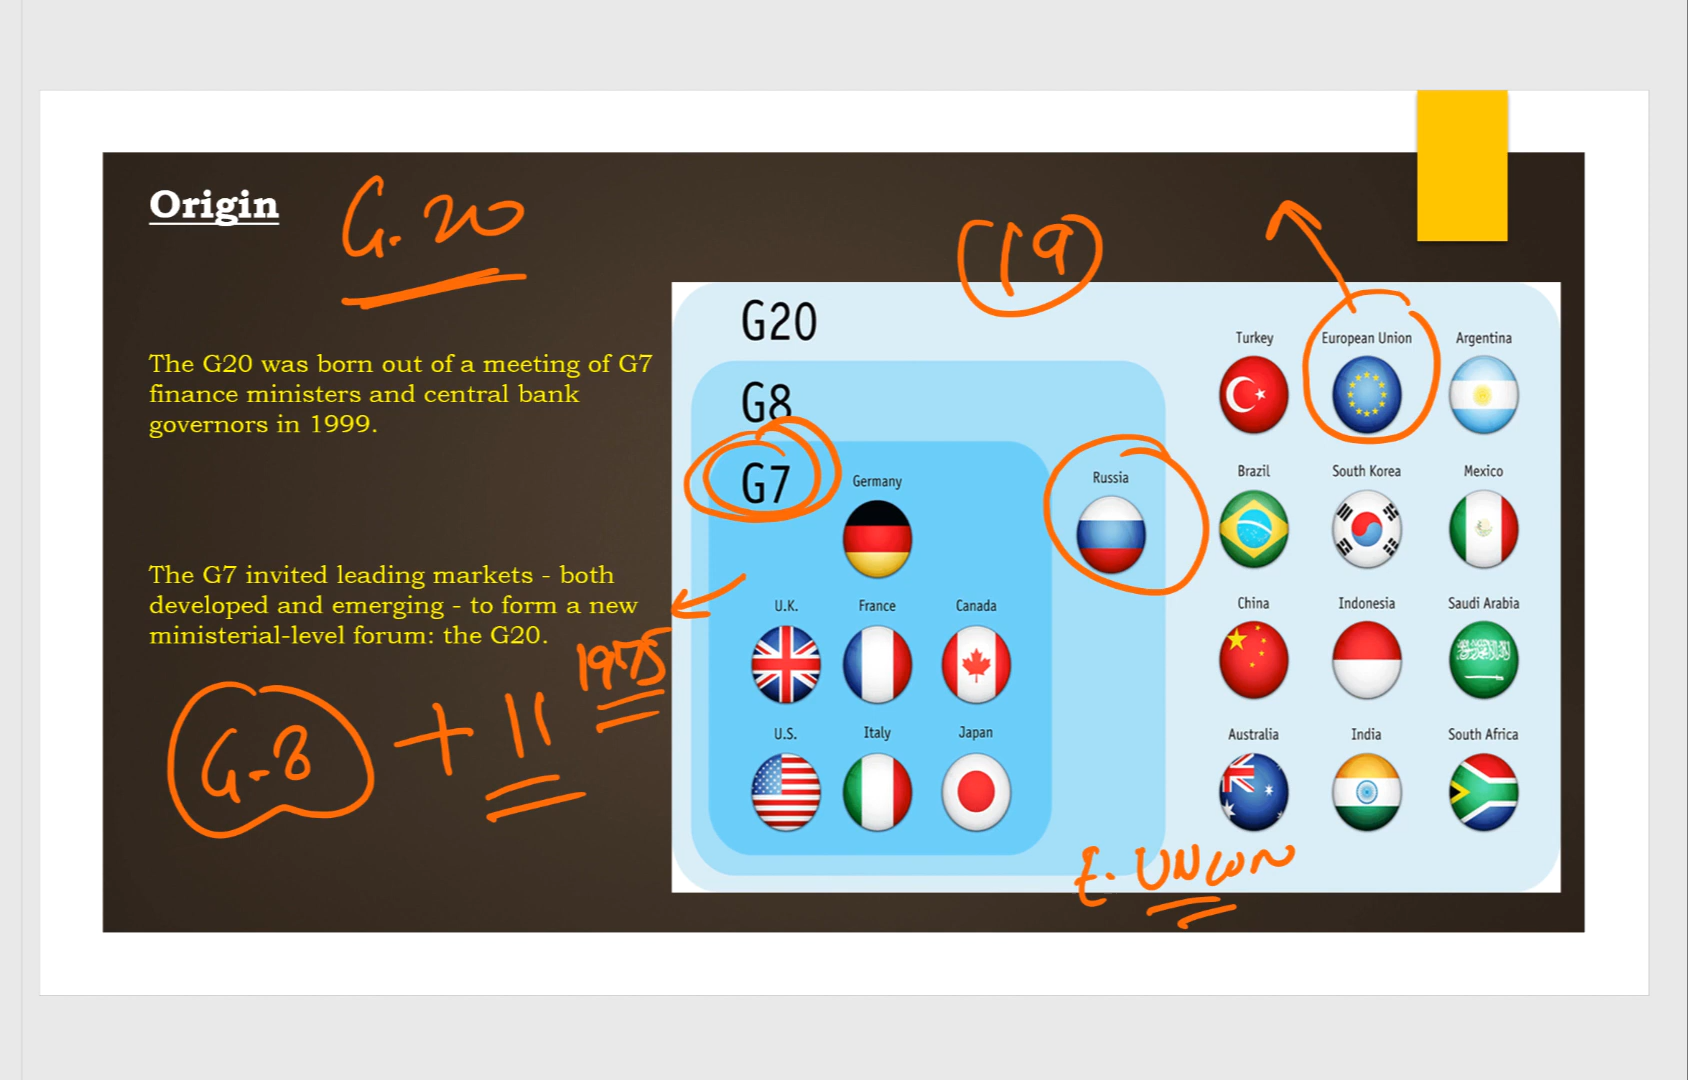 Origin
G. 20
(19)
The G20 was born out of a meeting of G7
finance ministers and central bank
governors in 1999.
The G7 invited leading markets - both
developed and emerging - to form a new
ministerial-level forum: the G20.
1975
G-8 + 11
G20
Turkey European Union Argentina
G8
G7
Germany
Russia
Brazil South Korea Mexico
U.K. France Canada
China Indonesia Saudi Arabia
U.S. Italy Japan
Australia India South Africa
E. UNION